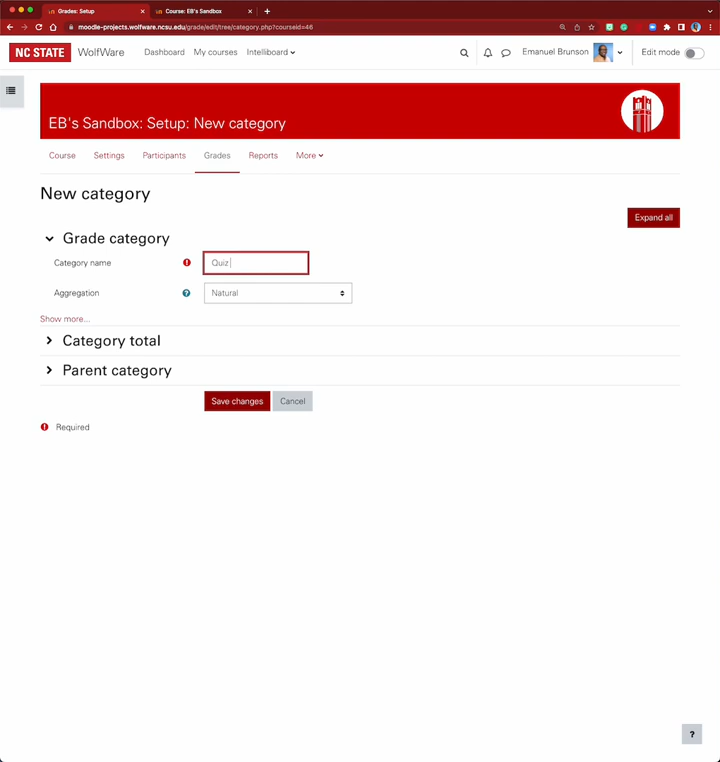 Grades: Setup
Course: EB's Sandbox
moodle-projects.wolfware.ncsu.edu/grade/edit/tree/category.php?courseid=46
NC STATE WolfWare Dashboard My courses Intelliboard Emanuel Brunson Edit mode
EB's Sandbox: Setup: New category
Course Settings Participants Grades Reports More
New category
Expand all
Grade category
Category name Quiz
Aggregation ? Natural
Show more...
Category total
Parent category
Save changes Cancel
Required
?